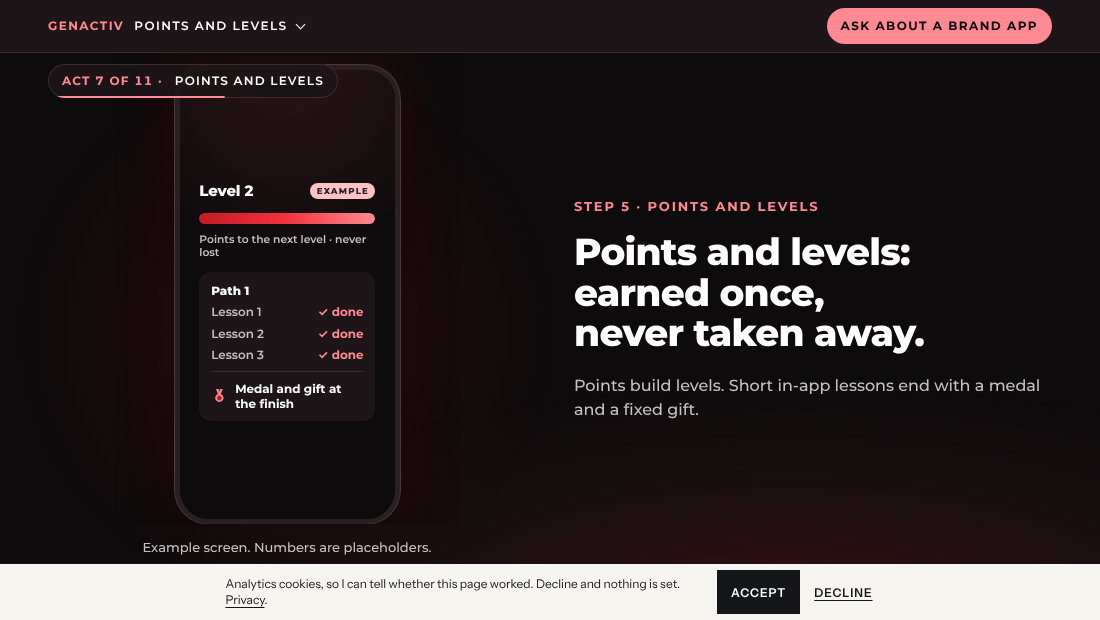 GENACTIV POINTS AND LEVELS
ASK ABOUT A BRAND APP
ACT 7 OF 11 · POINTS AND LEVELS
Level 2
EXAMPLE
Points to the next level · never
lost
Path 1
Lesson 1 ✓ done
Lesson 2 ✓ done
Lesson 3 ✓ done
Medal and gift at
the finish
Example screen. Numbers are placeholders.
STEP 5 · POINTS AND LEVELS
Points and levels:
earned once,
never taken away.
Points build levels. Short in-app lessons end with a medal
and a fixed gift.
Analytics cookies, so I can tell whether this page worked. Decline and nothing is set.
Privacy.
ACCEPT
DECLINE